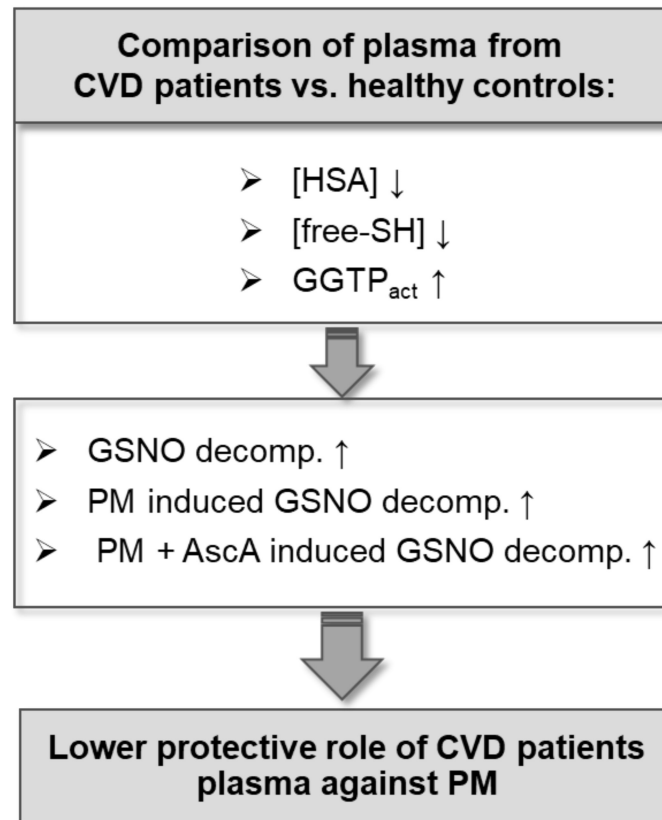 Comparison of plasma from
CVD patients vs. healthy controls:
➤ [HSA] ↓
➤ [free-SH] ↓
➤ GGTPact ↑
➤ GSNO decomp. ↑
➤ PM induced GSNO decomp. ↑
➤ PM + AscA induced GSNO decomp. ↑
Lower protective role of CVD patients
plasma against PM